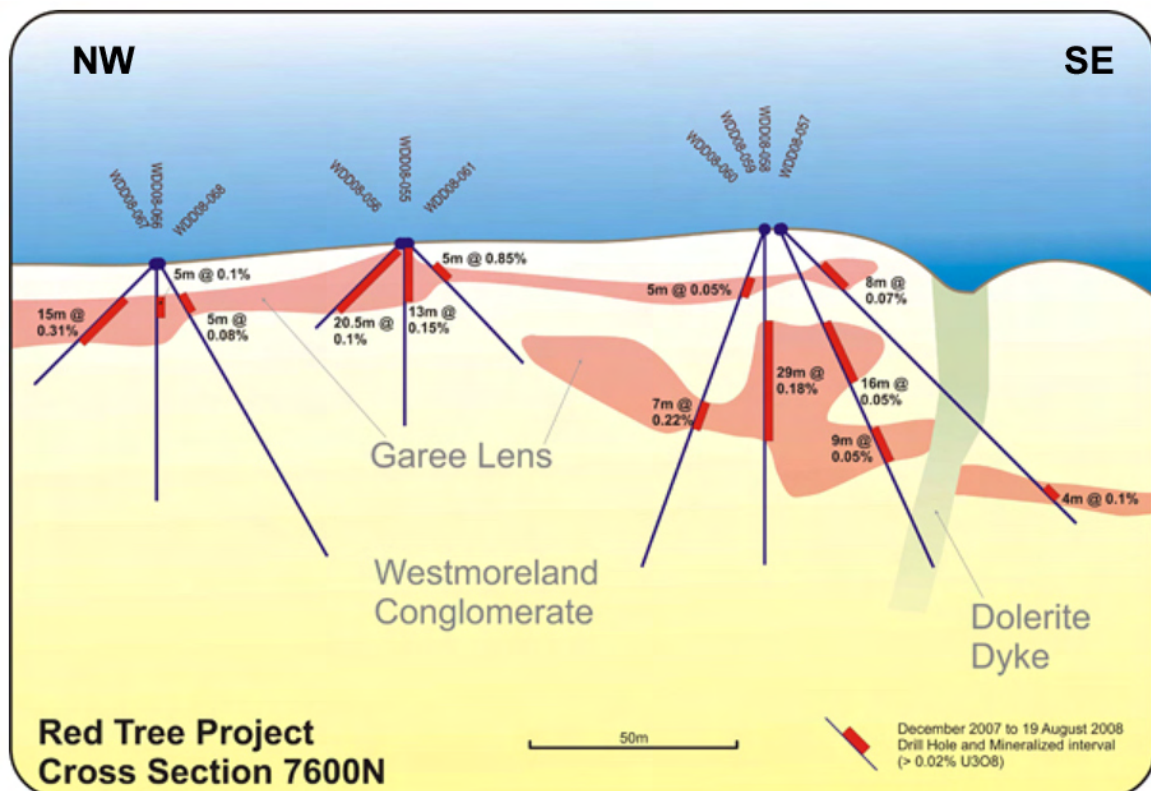 NW
SE
WDD08-067
WDD08-066
WDD08-068
WDD08-056
WDD08-055
WDD08-061
WDD08-060
WDD08-059
WDD08-058
WDD08-057
5m @ 0.1%
15m @
0.31%
5m @
0.08%
20.5m @
0.1%
13m @
0.15%
5m @ 0.85%
5m @ 0.05%
8m @
0.07%
7m @
0.22%
29m @
0.18%
16m @
0.05%
9m @
0.05%
4m @ 0.1%
Garee Lens
Westmoreland
Conglomerate
Dolerite
Dyke
Red Tree Project
Cross Section 7600N
50m
December 2007 to 19 August 2008
Drill Hole and Mineralized interval
(> 0.02% U3O8)